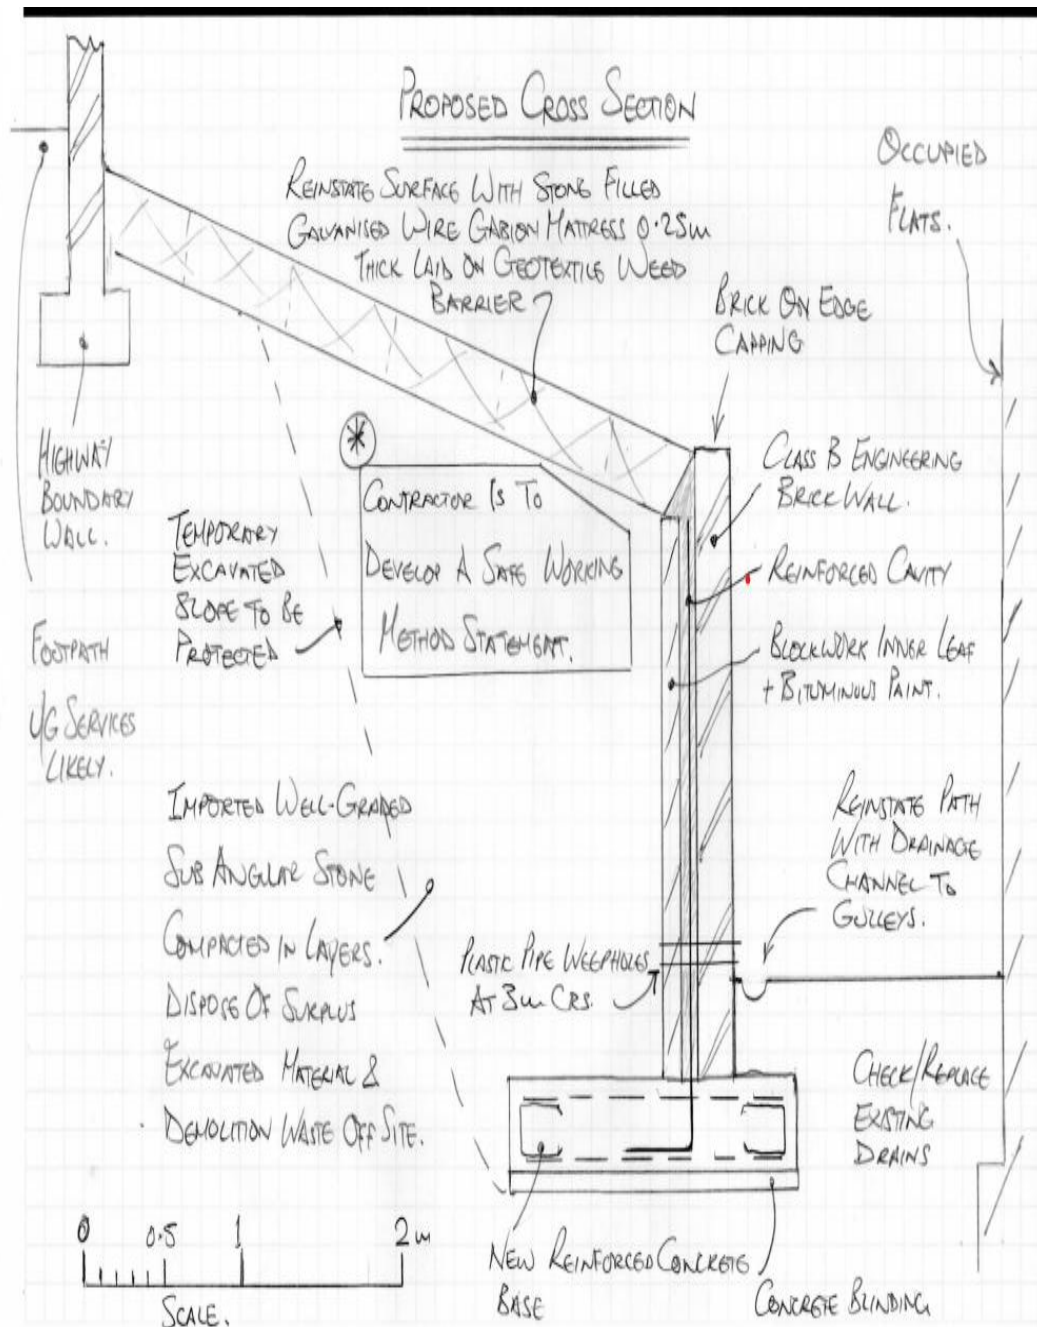 PROPOSED CROSS SECTION
OCCUPIED
FLATS.
REINSTATE SURFACE WITH STONE FILLED
GALVANISED WIRE GABION MATTRESS 0.25m
THICK LAID ON GEOTEXTILE WEED
BARRIER
BRICK ON EDGE
CAPPING
HIGHWAY
BOUNDARY
WALL.
CLASS B ENGINEERING
BRICK WALL.
CONTRACTOR IS TO
DEVELOP A SAFE WORKING
METHOD STATEMENT.
TEMPORARY
EXCAVATED
SLOPE TO BE
PROTECTED
REINFORCED CAVITY
BLOCKWORK INNER LEAF
+ BITUMINOUS PAINT.
FOOTPATH
U/G SERVICES
LIKELY.
IMPORTED WELL-GRADED
SUB ANGULAR STONE
COMPACTED IN LAYERS.
DISPOSE OF SURPLUS
EXCAVATED MATERIAL &
DEMOLITION WASTE OFF SITE.
REINSTATE PATH
WITH DRAINAGE
CHANNEL TO
GULLEYS.
PLASTIC PIPE WEEPHOLES
AT 3m CRS.
CHECK/REPLACE
EXISTING
DRAINS
0 0.5 1 2m
SCALE.
NEW REINFORCED CONCRETE
BASE
CONCRETE BLINDING